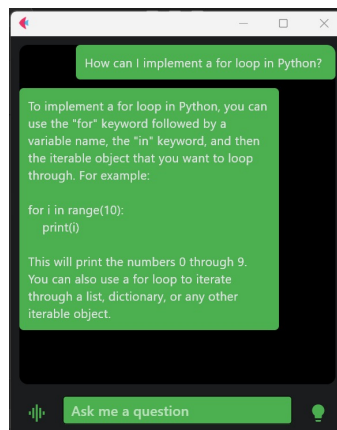 How can I implement a for loop in Python?
To implement a for loop in Python, you can
use the "for" keyword followed by a
variable name, the "in" keyword, and then
the iterable object that you want to loop
through. For example:
for i in range(10):
    print(i)
This will print the numbers 0 through 9.
You can also use a for loop to iterate
through a list, dictionary, or any other
iterable object.
Ask me a question